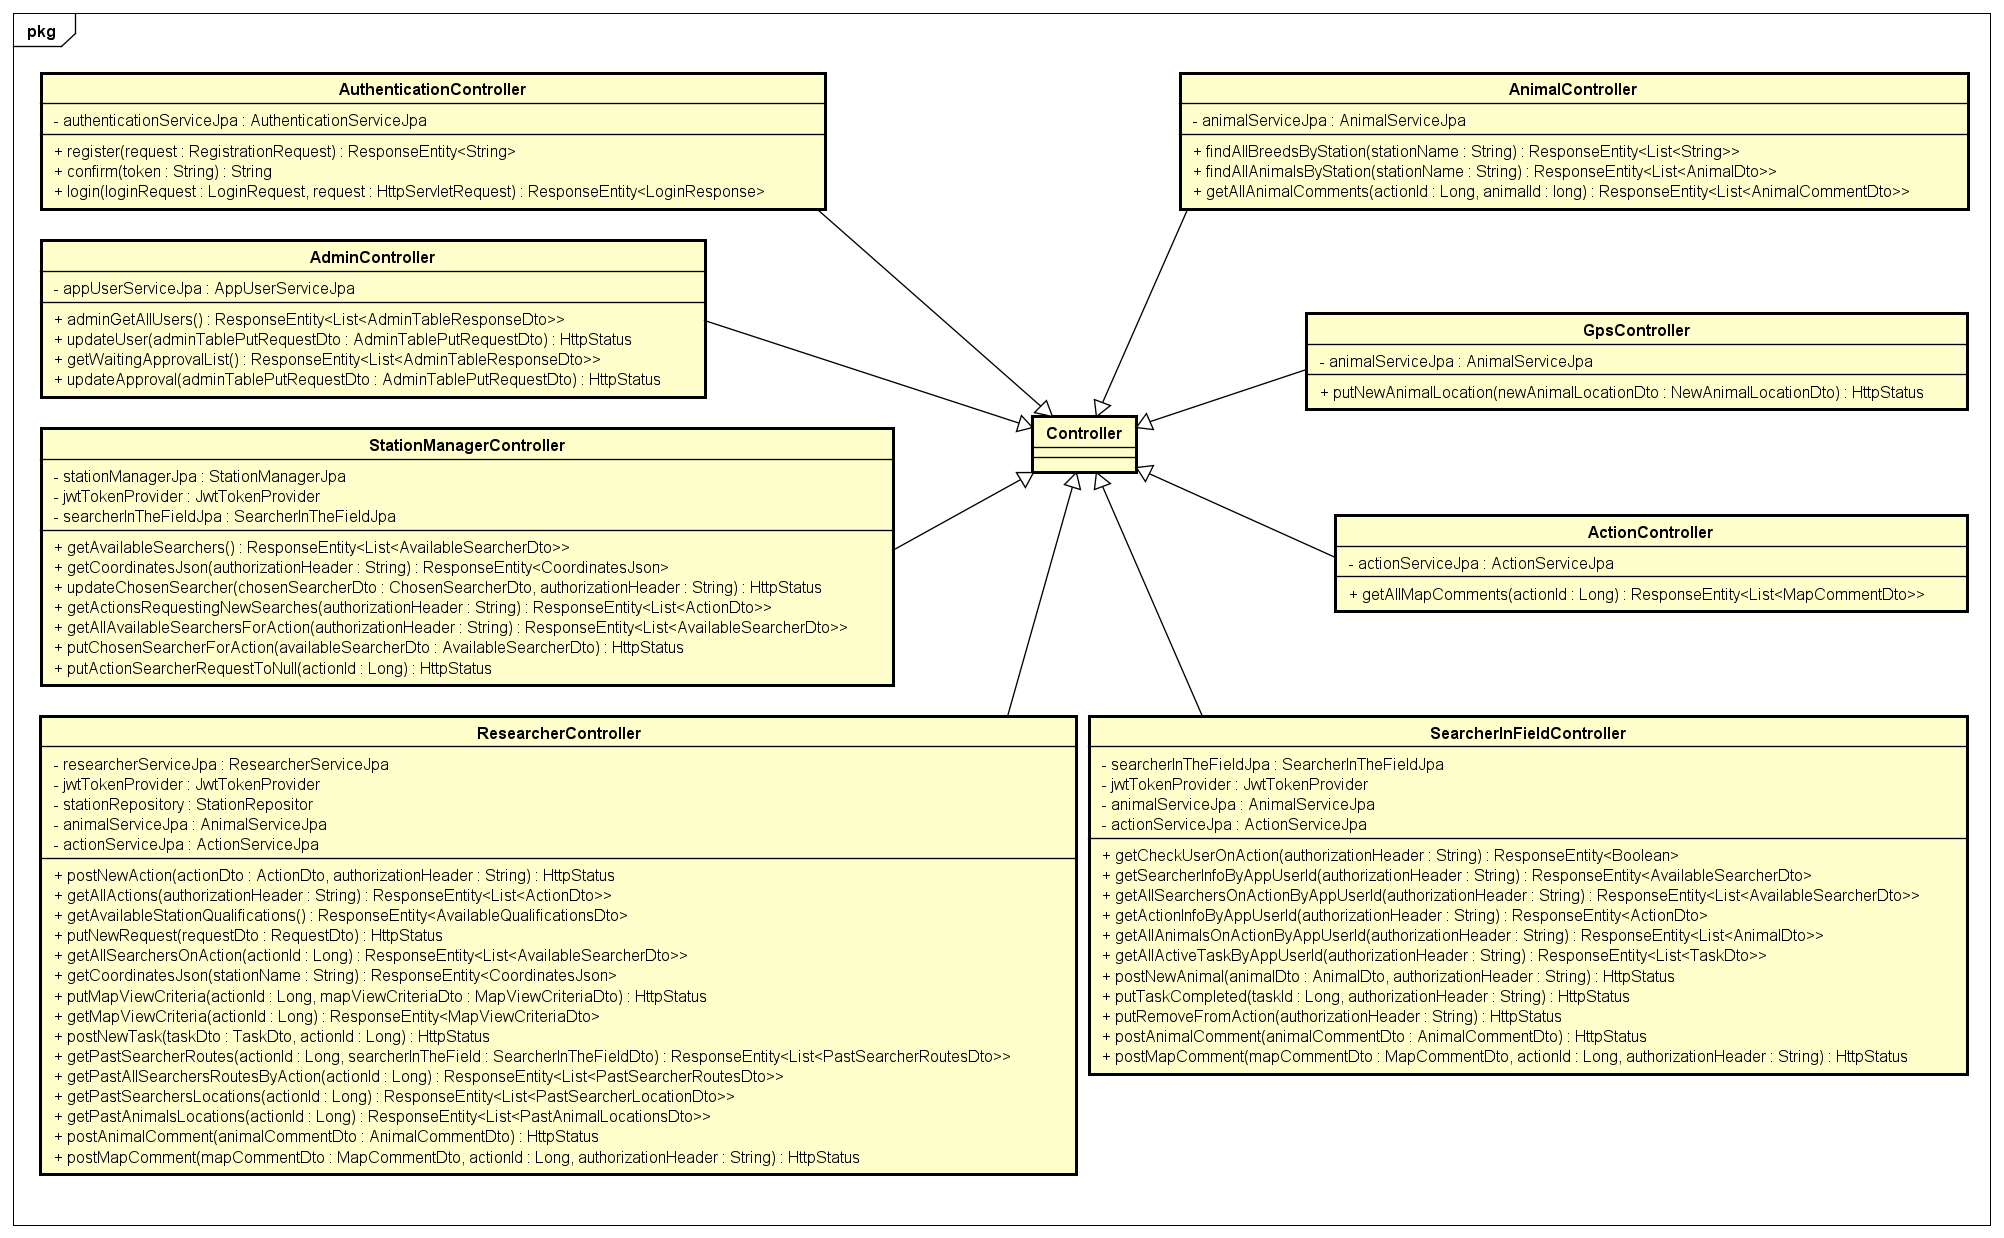 pkg
AuthenticationController
- authenticationServiceJpa : AuthenticationServiceJpa
+ register(request : RegistrationRequest) : ResponseEntity<String>
+ confirm(token : String) : String
+ login(loginRequest : LoginRequest, request : HttpServletRequest) : ResponseEntity<LoginResponse>
AnimalController
- animalServiceJpa : AnimalServiceJpa
+ findAllBreedsByStation(stationName : String) : ResponseEntity<List<String>>
+ findAllAnimalsByStation(stationName : String) : ResponseEntity<List<AnimalDto>>
+ getAllAnimalComments(actionId : Long, animalId : long) : ResponseEntity<List<AnimalCommentDto>>
AdminController
- appUserServiceJpa : AppUserServiceJpa
+ adminGetAllUsers() : ResponseEntity<List<AdminTableResponseDto>>
+ updateUser(adminTablePutRequestDto : AdminTablePutRequestDto) : HttpStatus
+ getWaitingApprovalList() : ResponseEntity<List<AdminTableResponseDto>>
+ updateApproval(adminTablePutRequestDto : AdminTablePutRequestDto) : HttpStatus
GpsController
- animalServiceJpa : AnimalServiceJpa
+ putNewAnimalLocation(newAnimalLocationDto : NewAnimalLocationDto) : HttpStatus
Controller
StationManagerController
- stationManagerJpa : StationManagerJpa
- jwtTokenProvider : JwtTokenProvider
- searcherInTheFieldJpa : SearcherInTheFieldJpa
+ getAvailableSearchers() : ResponseEntity<List<AvailableSearcherDto>>
+ getCoordinatesJson(authorizationHeader : String) : ResponseEntity<CoordinatesJson>
+ updateChosenSearcher(chosenSearcherDto : ChosenSearcherDto, authorizationHeader : String) : HttpStatus
+ getActionsRequestingNewSearches(authorizationHeader : String) : ResponseEntity<List<ActionDto>>
+ getAllAvailableSearchersForAction(authorizationHeader : String) : ResponseEntity<List<AvailableSearcherDto>>
+ putChosenSearcherForAction(availableSearcherDto : AvailableSearcherDto) : HttpStatus
+ putActionSearcherRequestToNull(actionId : Long) : HttpStatus
ActionController
- actionServiceJpa : ActionServiceJpa
+ getAllMapComments(actionId : Long) : ResponseEntity<List<MapCommentDto>>
ResearcherController
- researcherServiceJpa : ResearcherServiceJpa
- jwtTokenProvider : JwtTokenProvider
- stationRepository : StationRepositor
- animalServiceJpa : AnimalServiceJpa
- actionServiceJpa : ActionServiceJpa
+ postNewAction(actionDto : ActionDto, authorizationHeader : String) : HttpStatus
+ getAllActions(authorizationHeader : String) : ResponseEntity<List<ActionDto>>
+ getAvailableStationQualifications() : ResponseEntity<AvailableQualificationsDto>
+ putNewRequest(requestDto : RequestDto) : HttpStatus
+ getAllSearchersOnAction(actionId : Long) : ResponseEntity<List<AvailableSearcherDto>>
+ getCoordinatesJson(stationName : String) : ResponseEntity<CoordinatesJson>
+ putMapViewCriteria(actionId : Long, mapViewCriteriaDto : MapViewCriteriaDto) : HttpStatus
+ getMapViewCriteria(actionId : Long) : ResponseEntity<MapViewCriteriaDto>
+ postNewTask(taskDto : TaskDto, actionId : Long) : HttpStatus
+ getPastSearcherRoutes(actionId : Long, searcherInTheField : SearcherInTheFieldDto) : ResponseEntity<List<PastSearcherRoutesDto>>
+ getPastAllSearchersRoutesByAction(actionId : Long) : ResponseEntity<List<PastSearcherRoutesDto>>
+ getPastSearchersLocations(actionId : Long) : ResponseEntity<List<PastSearcherLocationDto>>
+ getPastAnimalsLocations(actionId : Long) : ResponseEntity<List<PastAnimalLocationsDto>>
+ postAnimalComment(animalCommentDto : AnimalCommentDto) : HttpStatus
+ postMapComment(mapCommentDto : MapCommentDto, actionId : Long, authorizationHeader : String) : HttpStatus
SearcherInFieldController
- searcherInTheFieldJpa : SearcherInTheFieldJpa
- jwtTokenProvider : JwtTokenProvider
- animalServiceJpa : AnimalServiceJpa
- actionServiceJpa : ActionServiceJpa
+ getCheckUserOnAction(authorizationHeader : String) : ResponseEntity<Boolean>
+ getSearcherInfoByAppUserId(authorizationHeader : String) : ResponseEntity<AvailableSearcherDto>
+ getAllSearchersOnActionByAppUserId(authorizationHeader : String) : ResponseEntity<List<AvailableSearcherDto>>
+ getActionInfoByAppUserId(authorizationHeader : String) : ResponseEntity<ActionDto>
+ getAllAnimalsOnActionByAppUserId(authorizationHeader : String) : ResponseEntity<List<AnimalDto>>
+ getAllActiveTaskByAppUserId(authorizationHeader : String) : ResponseEntity<List<TaskDto>>
+ postNewAnimal(animalDto : AnimalDto, authorizationHeader : String) : HttpStatus
+ putTaskCompleted(taskId : Long, authorizationHeader : String) : HttpStatus
+ putRemoveFromAction(authorizationHeader : String) : HttpStatus
+ postAnimalComment(animalCommentDto : AnimalCommentDto) : HttpStatus
+ postMapComment(mapCommentDto : MapCommentDto, actionId : Long, authorizationHeader : String) : HttpStatus